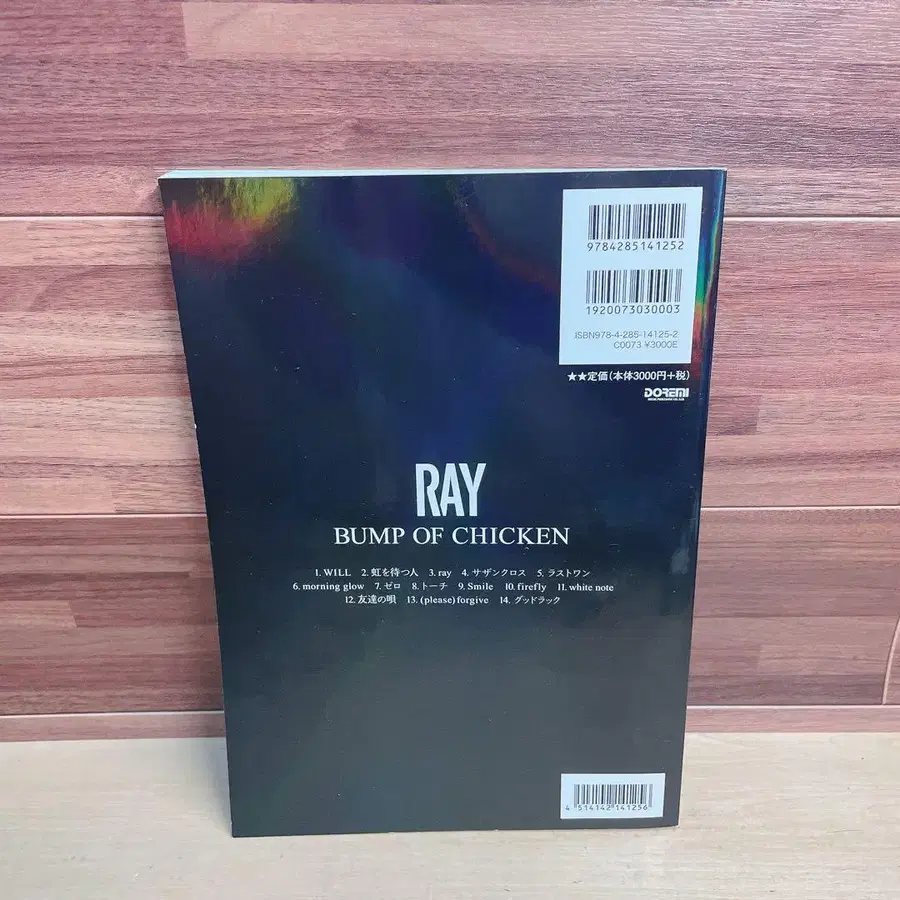 9784285141252
1920073030003
ISBN978-4-285-14125-2
C0073 ¥3000E
★★定価(本体3000円+税)
DOREMI
RAY
BUMP OF CHICKEN
1. WILL 2. 虹を待つ人 3. ray 4. サザンクロス 5. ラストワン
6. morning glow 7. ゼロ 8. トーチ 9. Smile 10. firefly 11. white note
12. 友達の唄 13. (please) forgive 14. グッドラック
4 514142 141256